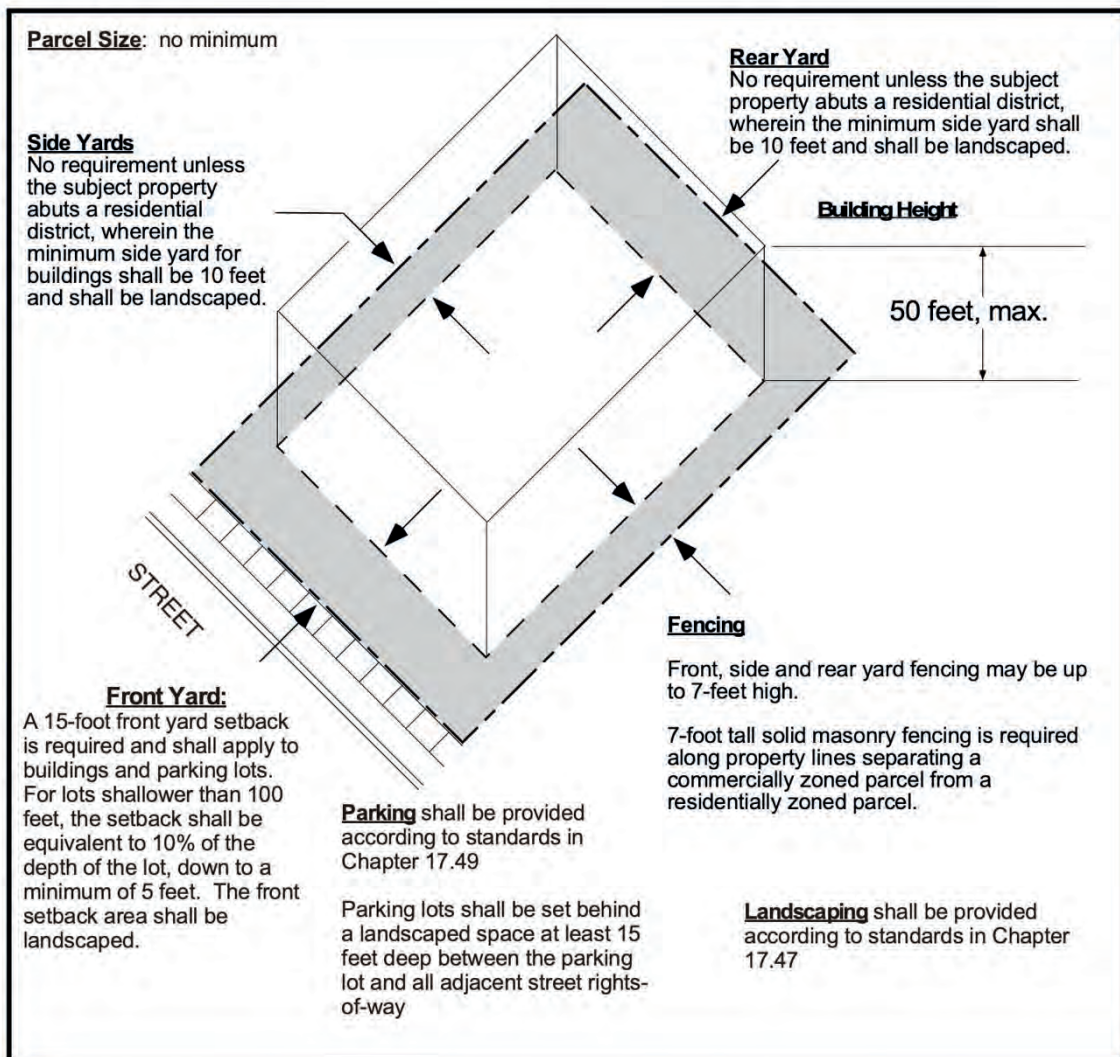 Parcel Size: no minimum
Side Yards
No requirement unless
the subject property
abuts a residential
district, wherein the
minimum side yard for
buildings shall be 10 feet
and shall be landscaped.
Rear Yard
No requirement unless the subject
property abuts a residential district,
wherein the minimum side yard shall
be 10 feet and shall be landscaped.
Building Height
50 feet, max.
STREET
Front Yard:
A 15-foot front yard setback
is required and shall apply to
buildings and parking lots.
For lots shallower than 100
feet, the setback shall be
equivalent to 10% of the
depth of the lot, down to a
minimum of 5 feet. The front
setback area shall be
landscaped.
Fencing
Front, side and rear yard fencing may be up
to 7-feet high.
7-foot tall solid masonry fencing is required
along property lines separating a
commercially zoned parcel from a
residentially zoned parcel.
Parking shall be provided
according to standards in
Chapter 17.49
Parking lots shall be set behind
a landscaped space at least 15
feet deep between the parking
lot and all adjacent street rights-
of-way
Landscaping shall be provided
according to standards in Chapter
17.47